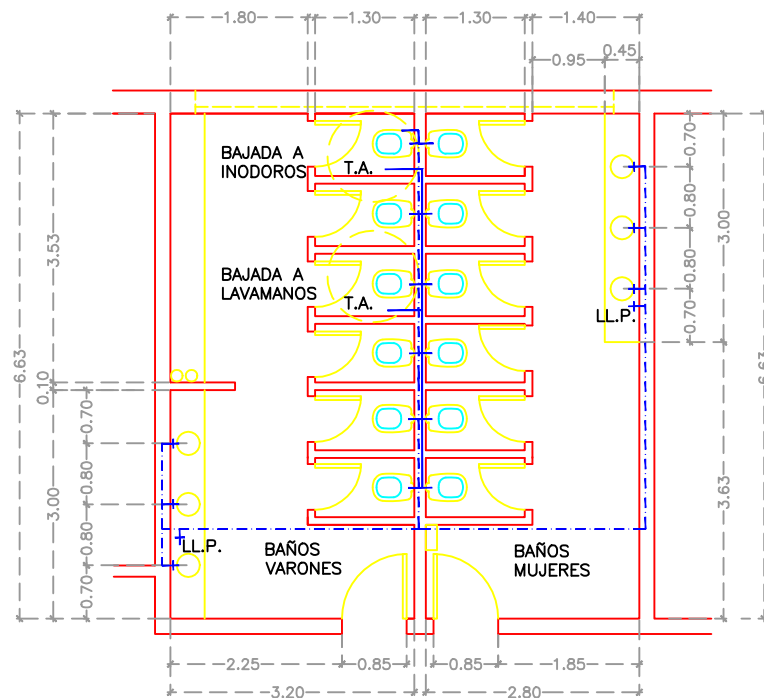 1.80
1.30
1.30
1.40
0.95
0.45
BAJADA A
INODOROS
T.A.
0.70
0.80
3.00
3.53
BAJADA A
LAVAMANOS
T.A.
0.80
0.70
LL.P.
6.63
6.63
0.10
0.70
0.80
3.00
0.80
3.63
LL.P.
BAÑOS
VARONES
BAÑOS
MUJERES
0.70
2.25
0.85
0.85
1.85
3.20
2.80